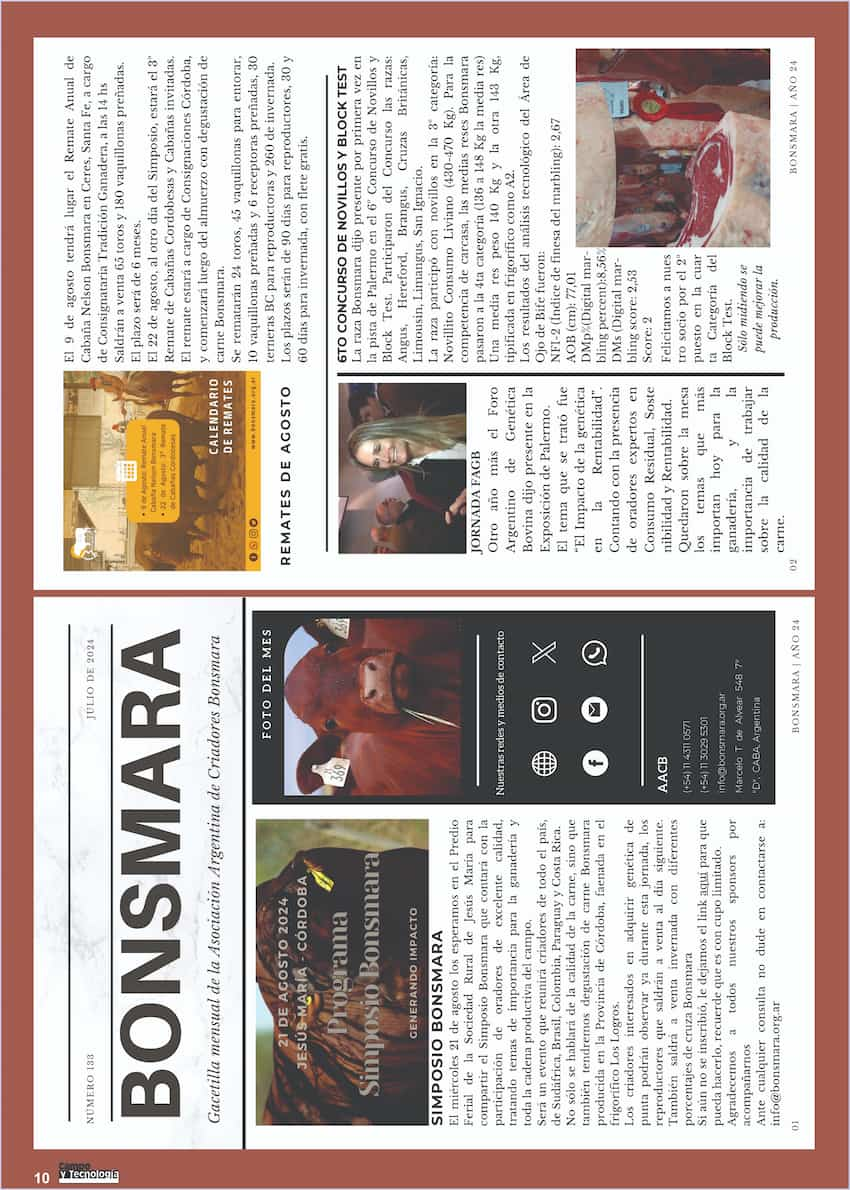 10
Campo
y Tecnología
NUMERO 133
JULIO DE 2024
BONSMARA
Gacetilla mensual de la Asociación Argentina de Criadores Bonsmara
21 DE AGOSTO 2024
JESÚS MARÍA - CÓRDOBA
Programa
Simposio Bonsmara
GENERANDO IMPACTO
SIMPOSIO BONSMARA
El miércoles 21 de agosto los esperamos en el Predio
Ferial de la Sociedad Rural de Jesús María para
compartir el Simposio Bonsmara que contará con la
participación de oradores de excelente calidad,
tratando temas de importancia para la ganadería y
toda la cadena productiva del campo.
Será un evento que reunirá criadores de todo el país,
de Sudáfrica, Brasil, Colombia, Paraguay y Costa Rica.
No sólo se hablará de la calidad de la carne, sino que
también tendremos degustación de carne Bonsmara
producida en la Provincia de Córdoba, faenada en el
frigorífico Los Logros.
Los criadores interesados en adquirir genética de
punta podrán observar ya durante esta jornada, los
reproductores que saldrán a venta al día siguiente.
También saldrá a venta invernada con diferentes
porcentajes de cruza Bonsmara
Si aún no se inscribió, le dejamos el link aquí para que
pueda hacerlo, recuerde que es con cupo limitado.
Agradecemos a todos nuestros sponsors por
acompañarnos
Ante cualquier consulta no dude en contactarse a:
info@bonsmara.org.ar
FOTO DEL MES
369
369
Nuestras redes y medios de contacto
AACB
(+54) 11 4311 0571
(+54) 11 3029 5301
info@bonsmara.org.ar
Marcelo T de Alvear 548 7°
"D", CABA, Argentina
01
BONSMARA | AÑO 24
9 de Agosto: Remate Anual
Cabaña Nelson Bonsmara
22 de Agosto: 3° Remate
de Cabañas Cordobesas
CALENDARIO
DE REMATES
www.bonsmara.org.ar
REMATES DE AGOSTO
El 9 de agosto tendrá lugar el Remate Anual de
Cabaña Nelson Bonsmara en Ceres, Santa Fe, a cargo
de Consignataria Tradición Ganadera, a las 14 hs
Saldrán a venta 65 toros y 180 vaquillonas preñadas.
El plazo será de 6 meses.
El 22 de agosto, al otro día del Simposio, estará el 3°
Remate de Cabañas Cordobesas y Cabañas invitadas.
El remate estará a cargo de Consignaciones Cordoba,
y comenzará luego del almuerzo con degustación de
carne Bonsmara.
Se rematarán 24 toros, 45 vaquillonas para entorar,
10 vaquillonas preñadas y 6 receptoras preñadas, 30
terneras BC para reproductoras y 260 de invernada.
Los plazos serán de 90 días para reproductores, 30 y
60 días para invernada, con flete gratis.
JORNADA FAGB
Otro año más el Foro
Argentino de Genética
Bovina dijo presente en la
Exposición de Palermo.
El tema que se trató fue
"El Impacto de la genética
en la Rentabilidad".
Contando con la presencia
de oradores expertos en
Consumo Residual, Soste
nibilidad y Rentabilidad.
Quedaron sobre la mesa
los temas que más
importan hoy para la
ganadería, y la
importancia de trabajar
sobre la calidad de la
carne.
6TO CONCURSO DE NOVILLOS Y BLOCK TEST
La raza Bonsmara dijo presente por primera vez en
la pista de Palermo en el 6° Concurso de Novillos y
Block Test. Participaron del Concurso las razas:
Angus, Hereford, Brangus, Cruzas Británicas,
Limousin, Limangus, San Ignacio.
La raza participó con novillos en la 3° categoría:
Novillito Consumo Liviano (430-470 Kg). Para la
competencia de carcasa, las medias reses Bonsmara
pasaron a la 4ta categoría (136 a 148 Kg la media res)
Una media res peso 140 Kg y la otra 143 Kg,
tipificada en frigorífico como A2.
Los resultados del análisis tecnológico del Área de
Ojo de Bife fueron:
NFI-2 (Índice de finesa del marbling): 2,67
AOB (cm): 77,01
DMp%(Digital mar-
bling percent):8,56%
DMs (Digital mar-
bling score: 2,53
Score: 2
Felicitamos a nues
tro socio por el 2°
puesto en la cuar
ta Categoría del
Block Test.
Sólo midiendo se
puede mejorar la
producción.
02
BONSMARA | AÑO 24